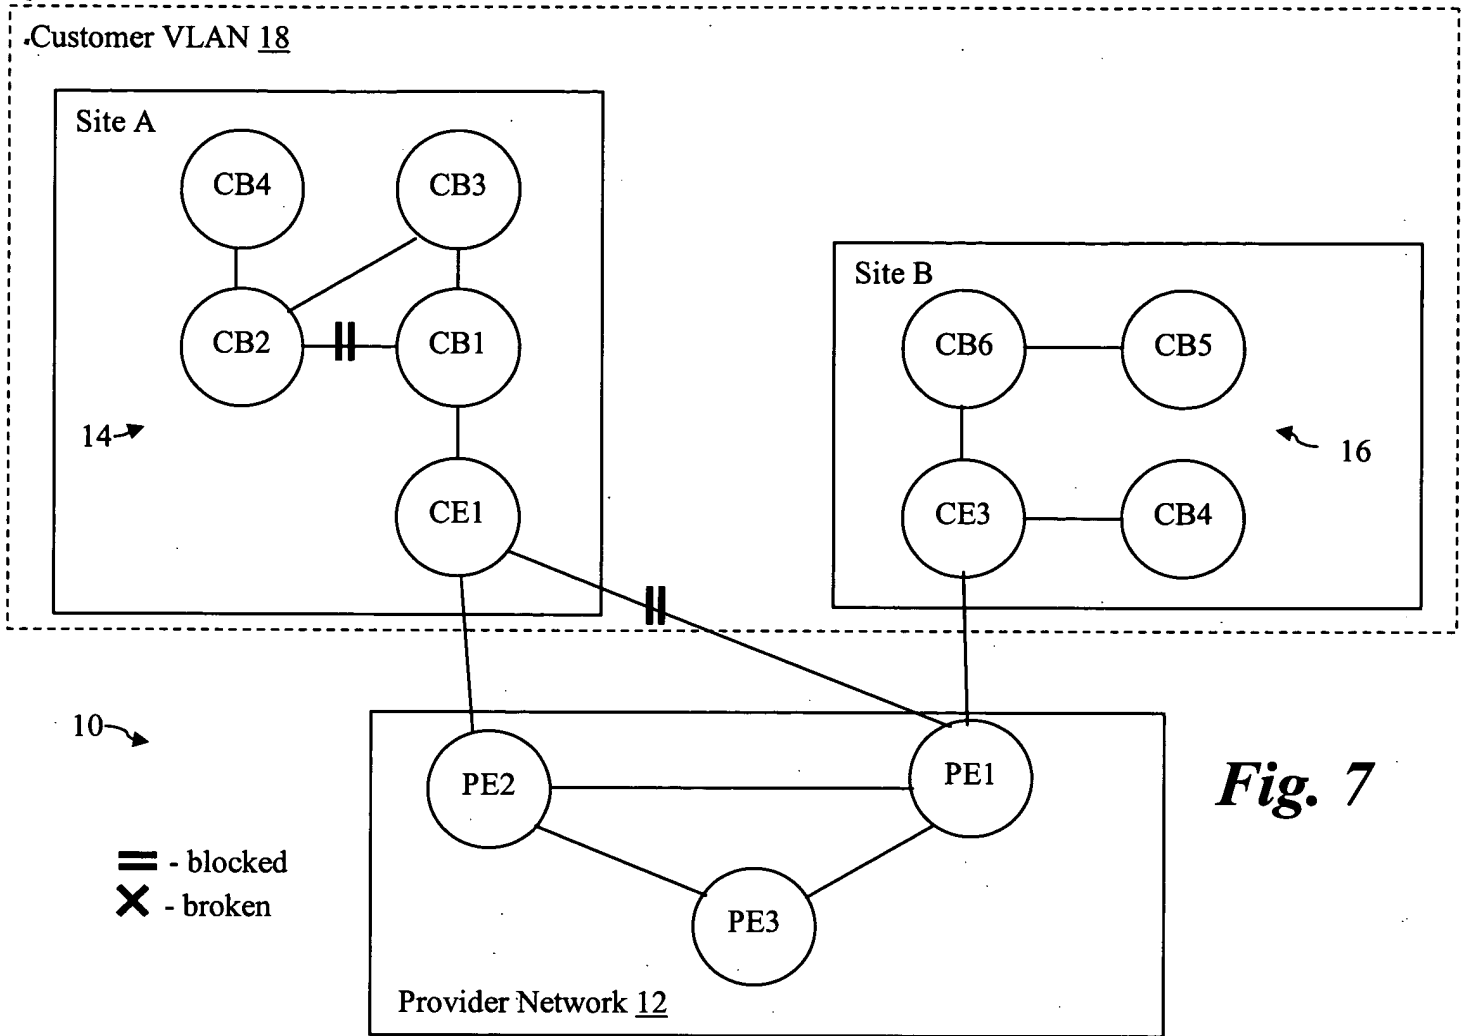 Customer VLAN 18
Site A
CB4
CB3
CB2
CB1
14
CE1
Site B
CB6
CB5
16
CE3
CB4
10
PE2
PE1
PE3
Fig. 7
- blocked
- broken
Provider Network 12